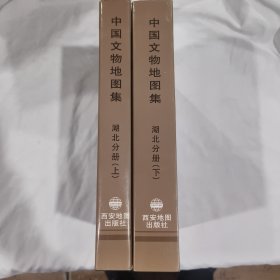 中国文物地图集
湖北分册(上)
西安地图
出版社
中国文物地图集
湖北分册(下)
西安地图
出版社